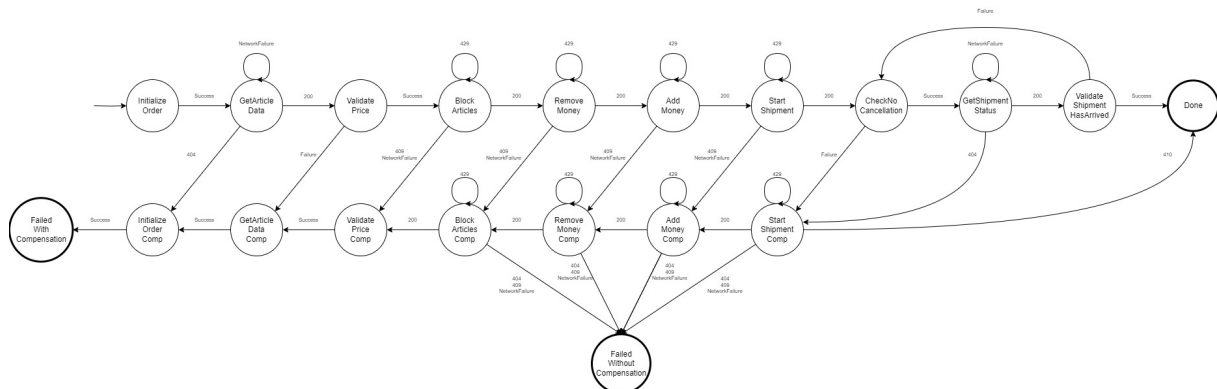 Failure
NetworkFailure
429
429
429
429
NetworkFailure
Initialize
Order
Success
GetArticle
Data
200
Validate
Price
Success
Block
Articles
200
Remove
Money
200
Add
Money
200
Start
Shipment
200
CheckNo
Cancellation
Success
GetShipment
Status
200
Validate
Shipment
HasArrived
Success
Done
404
Failure
409
NetworkFailure
409
NetworkFailure
409
NetworkFailure
409
NetworkFailure
Failure
404
410
429
429
429
429
Failed
With
Compensation
Success
Initialize
Order
Comp
Success
GetArticle
Data
Comp
Success
Validate
Price
Comp
200
Block
Articles
Comp
200
Remove
Money
Comp
200
Add
Money
Comp
200
Start
Shipment
Comp
404
409
NetworkFailure
404
409
NetworkFailure
404
409
NetworkFailure
404
409
NetworkFailure
Failed
Without
Compensation